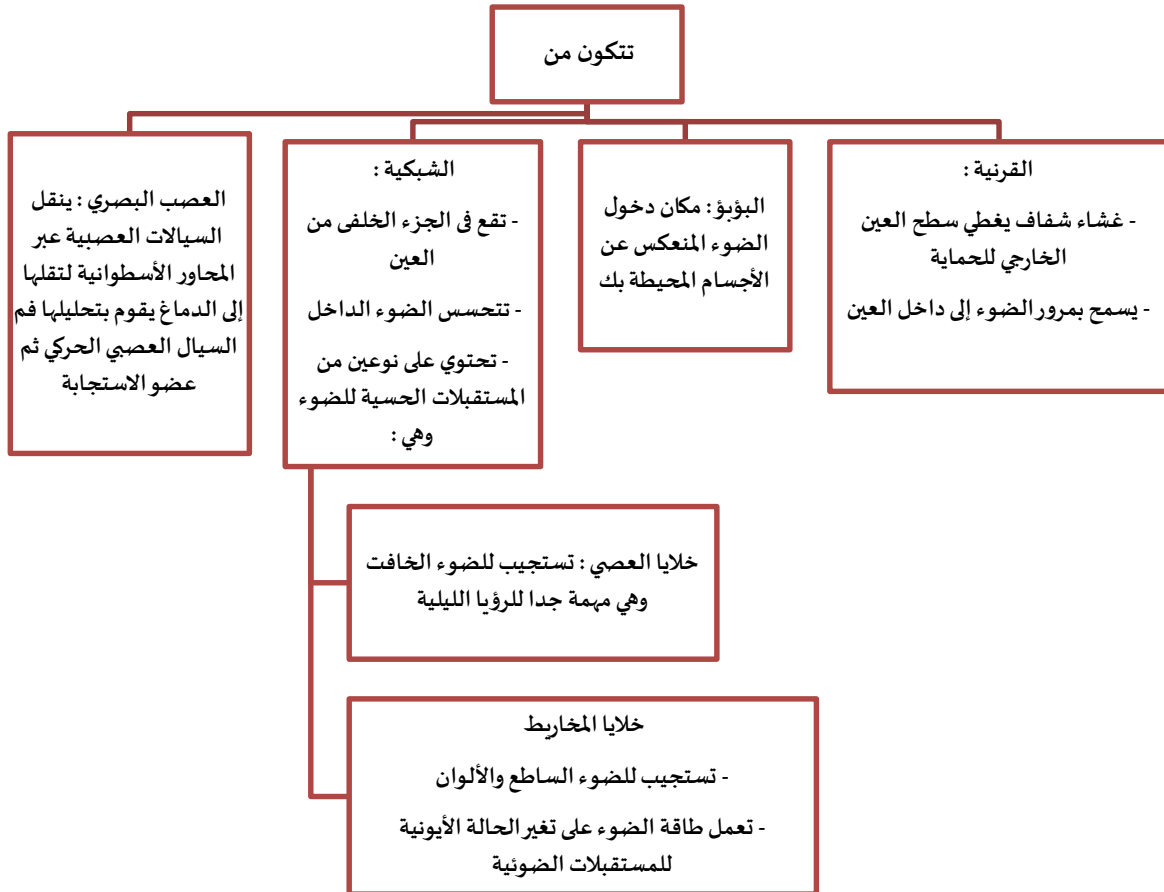 تتكون من
القرنية :
- غشاء شفاف يغطي سطح العين
الخارجي للحماية
- يسمح بمرور الضوء إلى داخل العين
البؤبؤ : مكان دخول
الضوء المنعكس عن
الأجسام المحيطة بك
الشبكية :
- تقع في الجزء الخلفي من
العين
- تتحسس الضوء الداخل
- تحتوي على نوعين من
المستقبلات الحسية للضوء
وهي :
العصب البصري : ينقل
السيالات العصبية عبر
المحاور الأسطوانية لتقلها
إلى الدماغ يقوم بتحليلها فم
السيال العصبي الحركي ثم
عضو الاستجابة
خلايا العصي : تستجيب للضوء الخافت
وهي مهمة جدا للرؤيا الليلية
خلايا المخاريط
- تستجيب للضوء الساطع والألوان
- تعمل طاقة الضوء على تغير الحالة الأيونية
للمستقبلات الضوئية